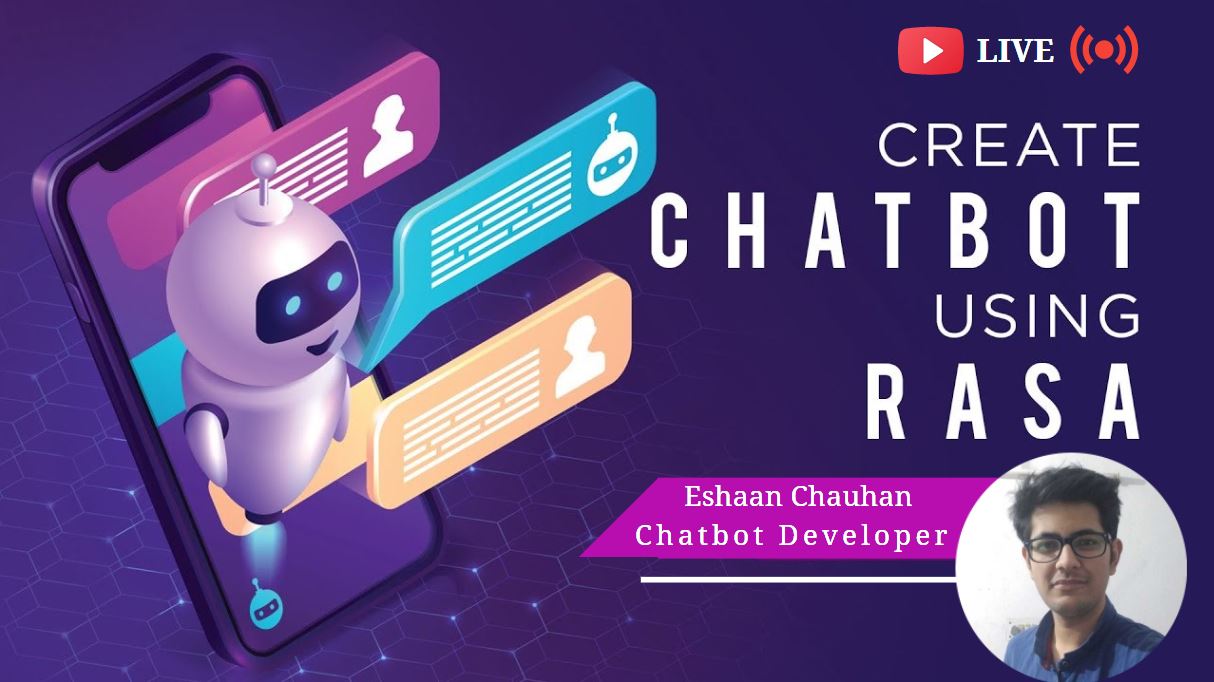 LIVE
CREATE
CHATBOT
USING
RASA
Eshaan Chauhan
Chatbot Developer